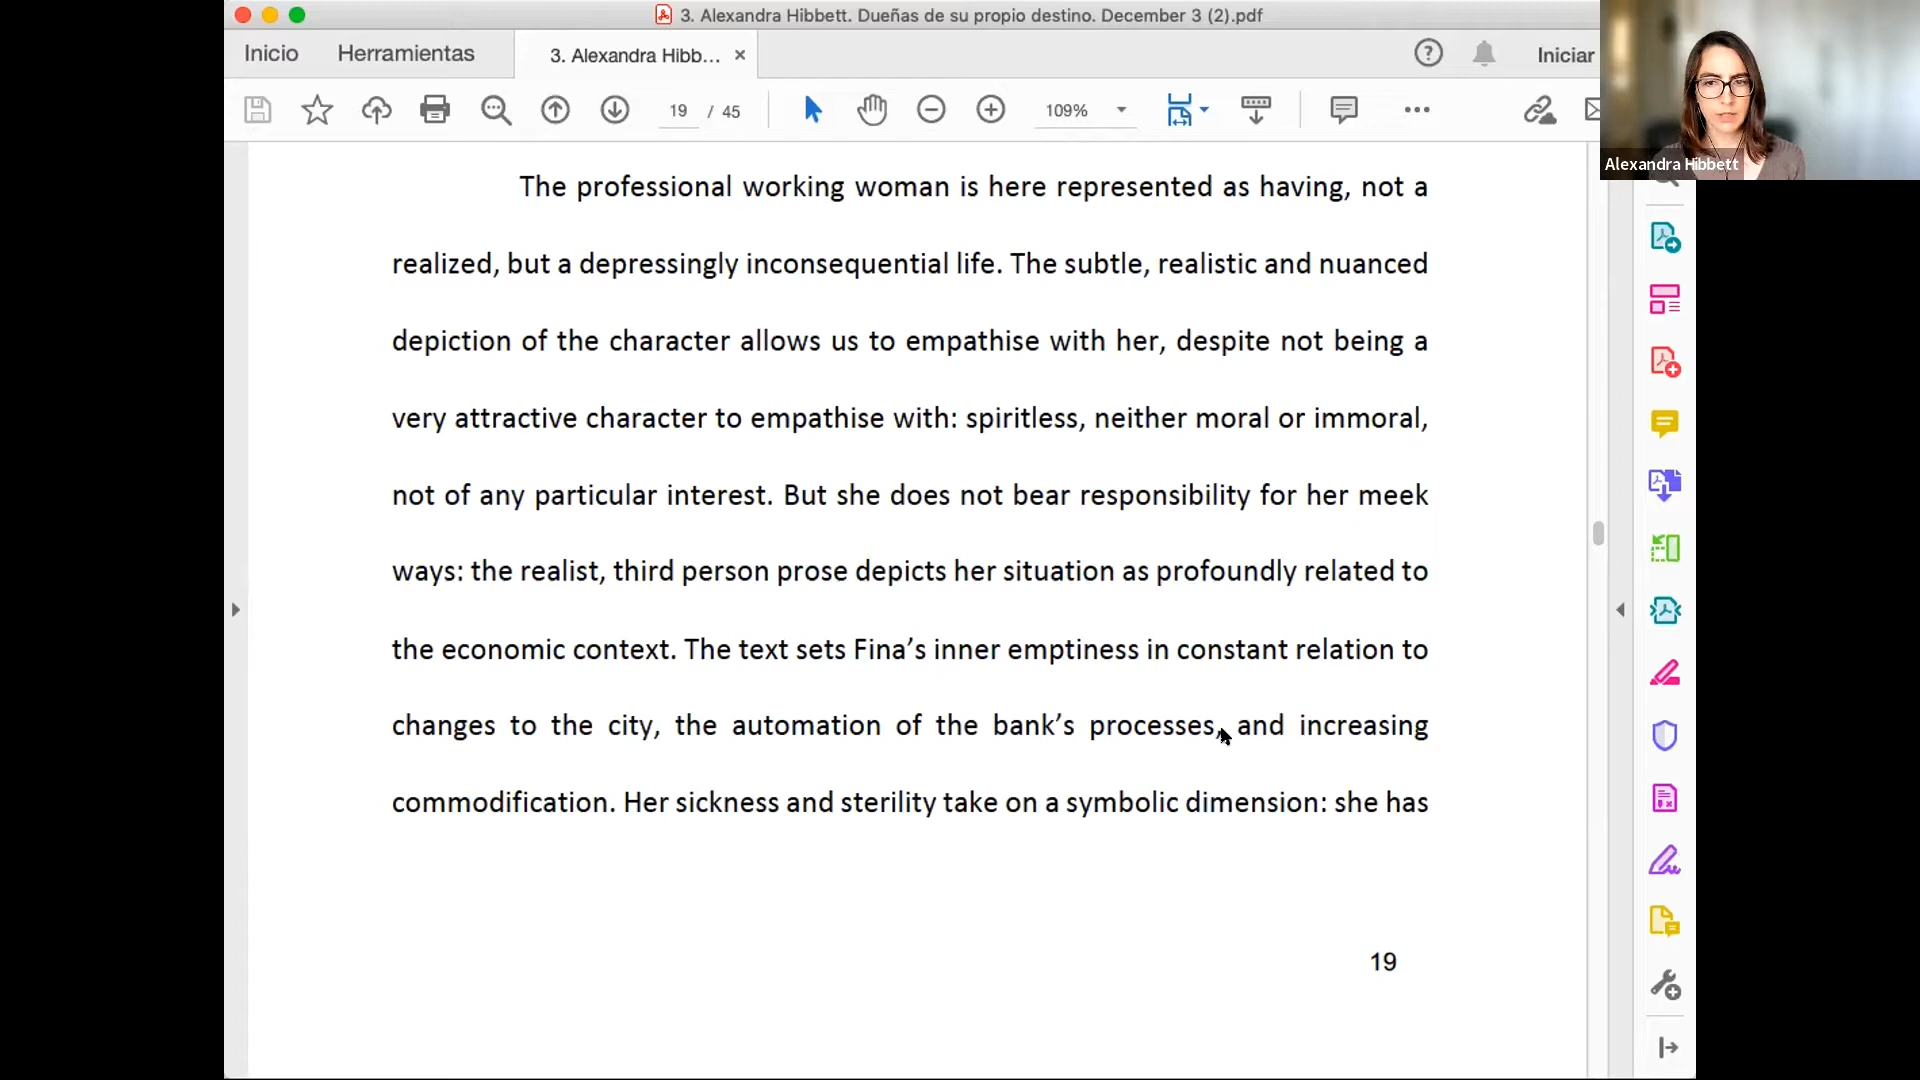 3. Alexandra Hibbett. Dueñas de su propio destino. December 3 (2).pdf
Inicio Herramientas 3. Alexandra Hibb... × Iniciar
19 / 45 109%
Alexandra Hibbett
The professional working woman is here represented as having, not a
realized, but a depressingly inconsequential life. The subtle, realistic and nuanced
depiction of the character allows us to empathise with her, despite not being a
very attractive character to empathise with: spiritless, neither moral or immoral,
not of any particular interest. But she does not bear responsibility for her meek
ways: the realist, third person prose depicts her situation as profoundly related to
the economic context. The text sets Fina’s inner emptiness in constant relation to
changes to the city, the automation of the bank’s processes, and increasing
commodification. Her sickness and sterility take on a symbolic dimension: she has
19